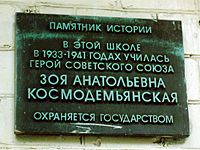 ПАМЯТНИК ИСТОРИИ
В ЭТОЙ ШКОЛЕ
В 1933-1941 ГОДАХ УЧИЛАСЬ
ГЕРОЙ СОВЕТСКОГО СОЮЗА
ЗОЯ АНАТОЛЬЕВНА
КОСМОДЕМЬЯНСКАЯ
ОХРАНЯЕТСЯ ГОСУДАРСТВОМ